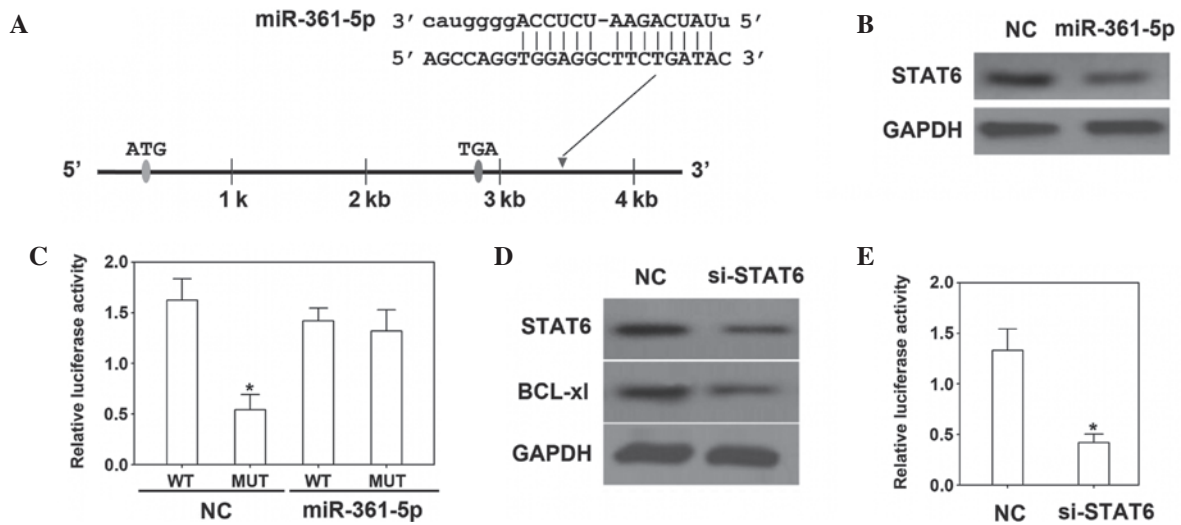 A
miR-361-5p 3′ cauggggACCUCU-AAGACUAUu 5′
5′ AGCCAGGTGGAGGCTTCTGATAC 3′
5’ ATG TGA 3’
1 k 2 kb 3 kb 4 kb
B
NC miR-361-5p
STAT6
GAPDH
C
Relative luciferase activity
2.0
1.5
1.0
0.5
0.0
*
WT MUT WT MUT
NC miR-361-5p
D
NC si-STAT6
STAT6
BCL-xl
GAPDH
E
Relative luciferase activity
2.0
1.5
1.0
0.5
0.0
*
NC si-STAT6